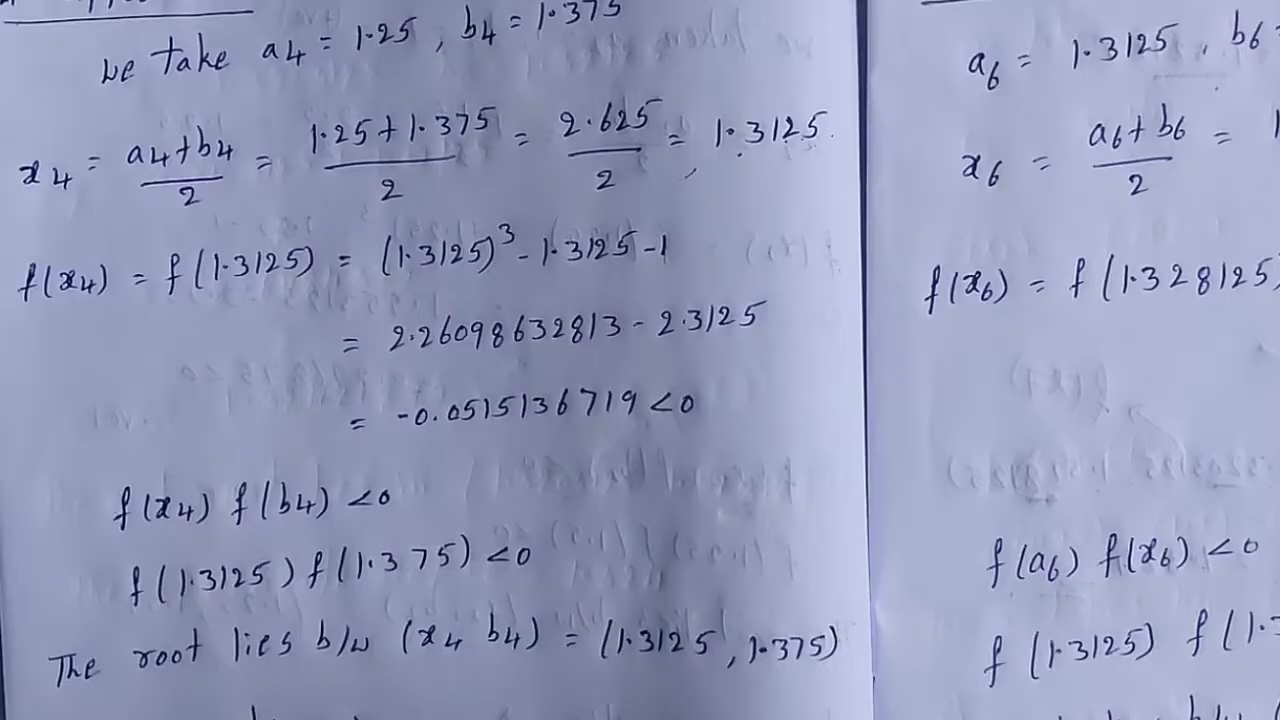 we take a4 = 1.25, b4 = 1.375
x4 = a4+b4/2 = 1.25+1.375/2 = 2.625/2 = 1.3125.
f(x4) = f(1.3125) = (1.3125)³ - 1.3125 - 1
= 2.26098632813 - 2.3125
= -0.0515136719 <0
f(x4) f(b4) <0
f(1.3125) f(1.375) <0
The root lies b/w (x4 b4) = (1.3125, 1.375)
a6 = 1.3125, b6
x6 = a6+b6/2 =
f(x6) = f(1.328125)
f(a6) f(x6) <0
f(1.3125) f(1.